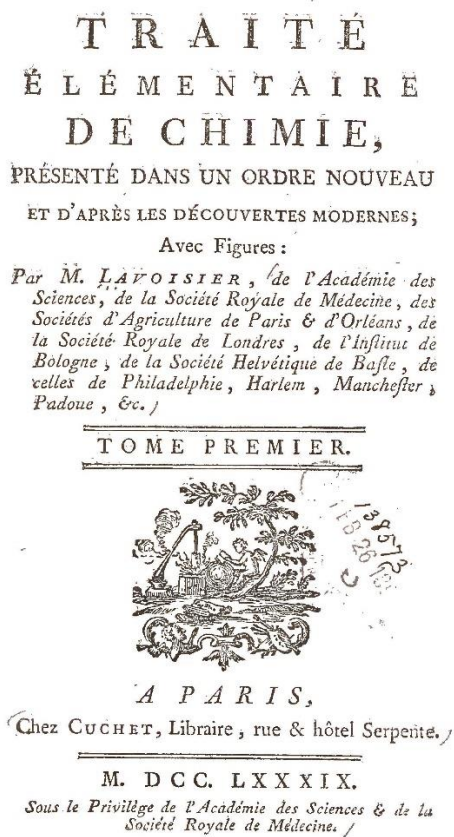 TRAITÉ
ÉLÉMENTAIRE
DE CHIMIE,
PRÉSENTÉ DANS UN ORDRE NOUVEAU
ET D'APRÈS LES DÉCOUVERTES MODERNES;
Avec Figures :
Par M. LAVOISIER, de l'Académie des
Sciences, de la Société Royale de Médecine, des
Sociétés d'Agriculture de Paris & d'Orléans, de
la Société Royale de Londres, de l'Inſtitut de
Bologne, de la Société Helvétique de Baſle, de
celles de Philadelphie, Harlem, Mancheſter,
Padoue, &c.
TOME PREMIER.
138573
FEB 26
A PARIS,
Chez CUCHET, Libraire, rue & hôtel Serpente.
M. DCC. LXXXIX.
Sous le Privilège de l'Académie des Sciences & de la
Société Royale de Médecine.